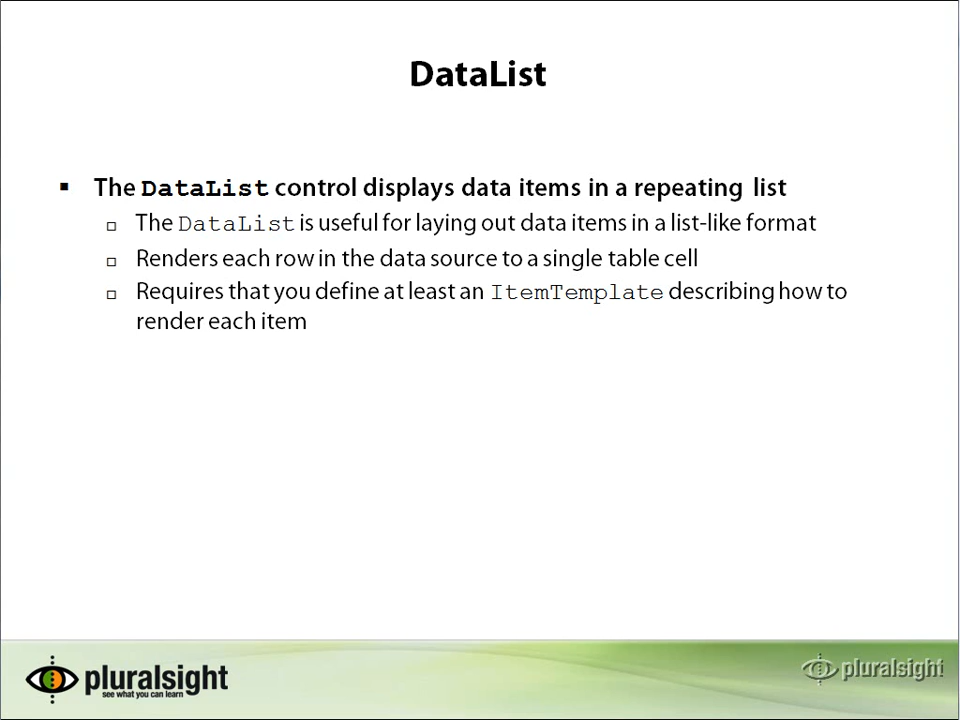 DataList
The DataList control displays data items in a repeating list
The DataList is useful for laying out data items in a list-like format
Renders each row in the data source to a single table cell
Requires that you define at least an ItemTemplate describing how to
render each item
pluralsight
see what you can learn
pluralsight